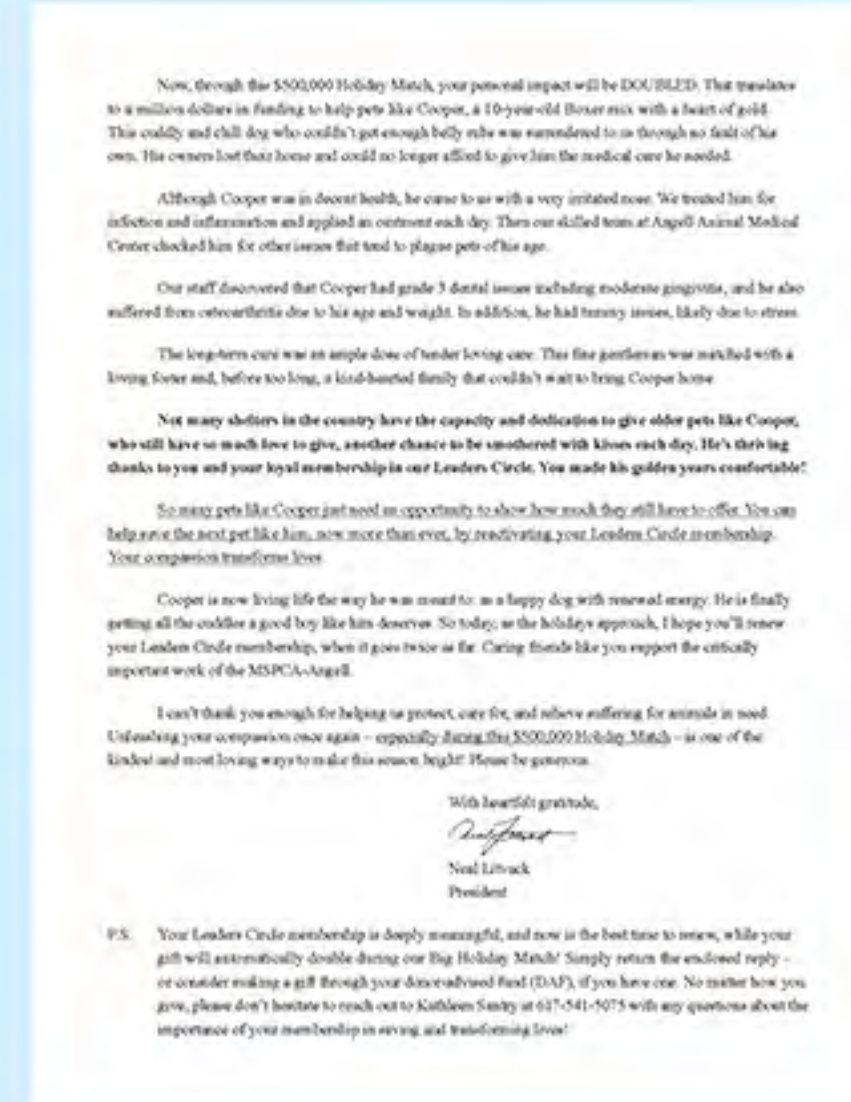 Now, through this $500,000 Holiday Match, your personal impact will be DOUBLED. That translates
to a million dollars in funding to help pets like Cooper, a 10-year-old Boxer mix with a heart of gold.
This cuddly and chill dog who couldn't get enough belly rubs was surrendered to us through no fault of his
own. His owners lost their home and could no longer afford to give him the medical care he needed.
Although Cooper was in decent health, he came to us with a very irritated nose. We treated him for
infection and inflammation and applied an ointment each day. Then our skilled team at Angell Animal Medical
Center checked him for other issues that tend to plague pets of his age.
Our staff discovered that Cooper had grade 3 dental issues including moderate gingivitis, and he also
suffered from osteoarthritis due to his age and weight. In addition, he had tummy issues, likely due to stress.
The long-term cure was an ample dose of tender loving care. This fine gentleman was matched with a
loving foster and, before too long, a kind-hearted family that couldn't wait to bring Cooper home.
Not many shelters in the country have the capacity and dedication to give older pets like Cooper,
who still have so much love to give, another chance to be smothered with kisses each day. He's thriving
thanks to you and your loyal membership in our Leaders Circle. You made his golden years comfortable!
So many pets like Cooper just need an opportunity to show how much they still have to offer. You can
help save the next pet like him, now more than ever, by reactivating your Leaders Circle membership.
Your compassion transforms lives.
Cooper is now living life the way he was meant to: as a happy dog with renewed energy. He is finally
getting all the cuddles a good boy like him deserves. So today, as the holidays approach, I hope you'll renew
your Leaders Circle membership, when it goes twice as far. Caring friends like you support the critically
important work of the MSPCA-Angell.
I can't thank you enough for helping us protect, care for, and relieve suffering for animals in need.
Unleashing your compassion once again – especially during this $500,000 Holiday Match – is one of the
kindest and most loving ways to make this season bright! Please be generous.
With heartfelt gratitude,
Neal Litvack
President
P.S. Your Leaders Circle membership is deeply meaningful, and now is the best time to renew, while your
gift will automatically double during our Big Holiday Match! Simply return the enclosed reply –
or consider making a gift through your donor-advised fund (DAF), if you have one. No matter how you
give, please don't hesitate to reach out to Kathleen Santry at 617-541-5075 with any questions about the
importance of your membership in saving and transforming lives!